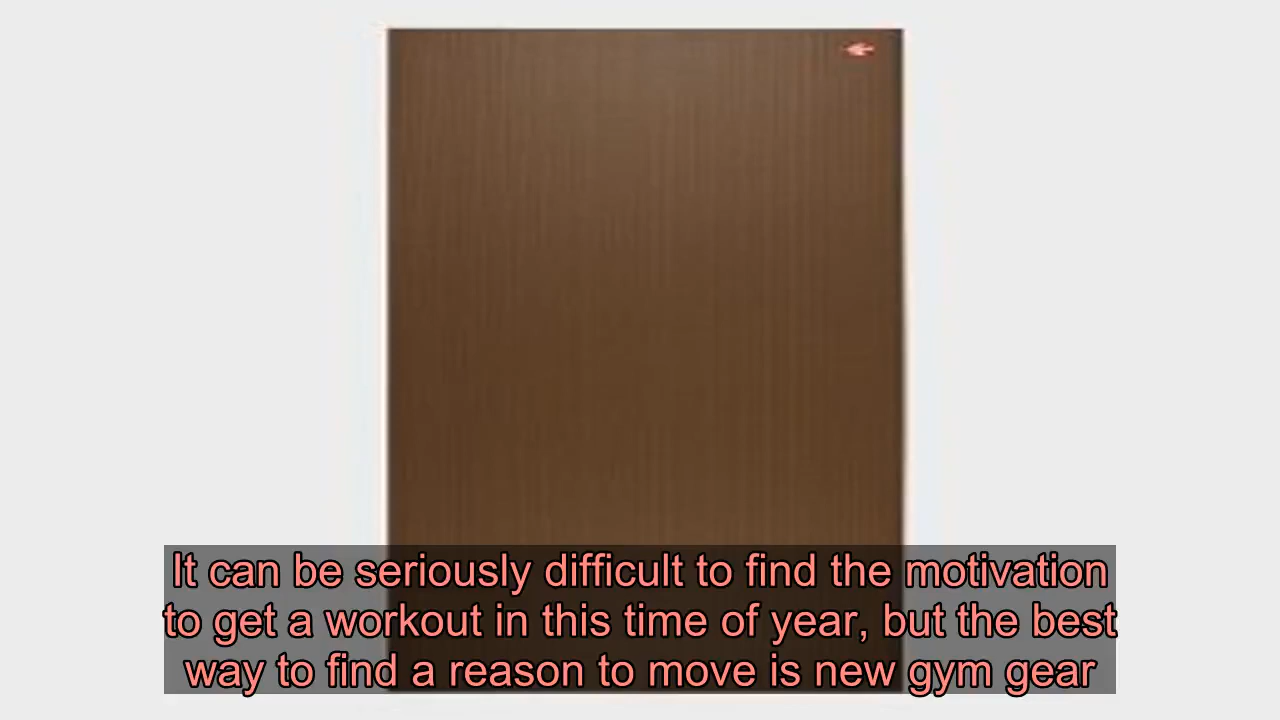 It can be seriously difficult to find the motivation
to get a workout in this time of year, but the best
way to find a reason to move is new gym gear